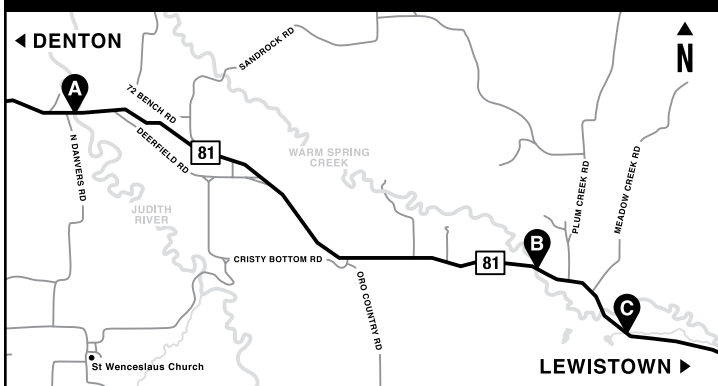 DENTON
N
SANDROCK RD
A
72 BENCH RD
DEERFIELD RD
81
N DANVERS RD
WARM SPRING
CREEK
PLUM CREEK RD
MEADOW CREEK RD
JUDITH
RIVER
B
CRISTY BOTTOM RD
81
ORO COUNTRY RD
C
St Wenceslaus Church
LEWISTOWN